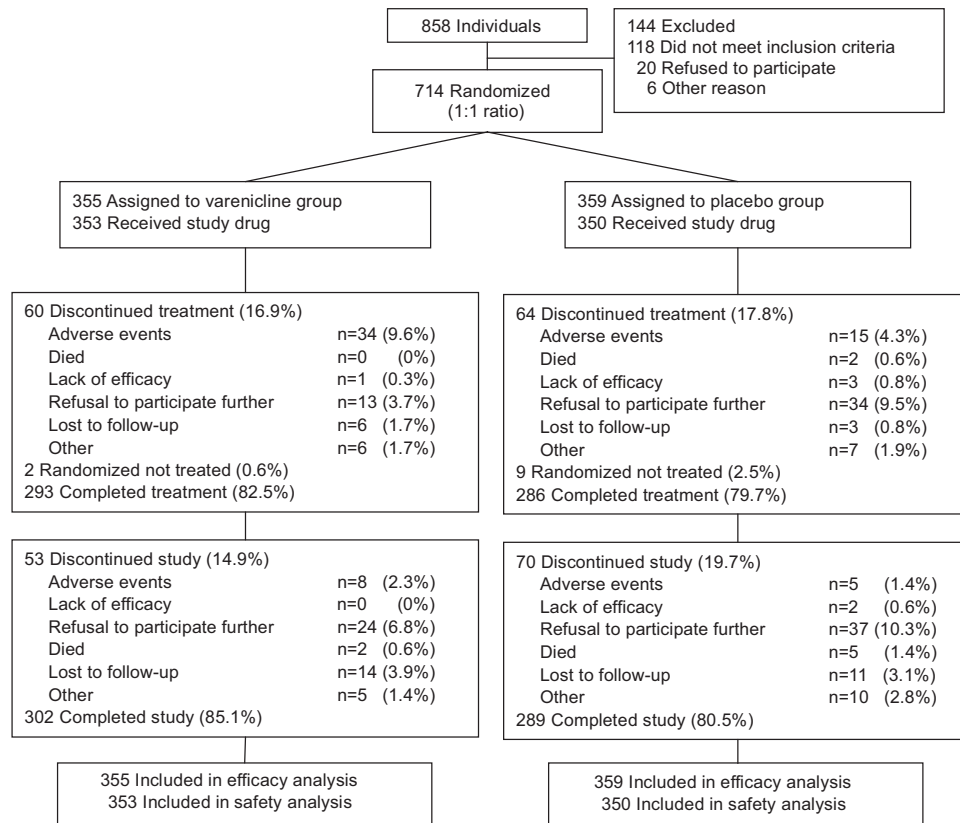 858 Individuals
144 Excluded
118 Did not meet inclusion criteria
20 Refused to participate
6 Other reason
714 Randomized
(1:1 ratio)
355 Assigned to varenicline group
353 Received study drug
359 Assigned to placebo group
350 Received study drug
60 Discontinued treatment (16.9%)
Adverse events n=34 (9.6%)
Died n=0 (0%)
Lack of efficacy n=1 (0.3%)
Refusal to participate further n=13 (3.7%)
Lost to follow-up n=6 (1.7%)
Other n=6 (1.7%)
2 Randomized not treated (0.6%)
293 Completed treatment (82.5%)
64 Discontinued treatment (17.8%)
Adverse events n=15 (4.3%)
Died n=2 (0.6%)
Lack of efficacy n=3 (0.8%)
Refusal to participate further n=34 (9.5%)
Lost to follow-up n=3 (0.8%)
Other n=7 (1.9%)
9 Randomized not treated (2.5%)
286 Completed treatment (79.7%)
53 Discontinued study (14.9%)
Adverse events n=8 (2.3%)
Lack of efficacy n=0 (0%)
Refusal to participate further n=24 (6.8%)
Died n=2 (0.6%)
Lost to follow-up n=14 (3.9%)
Other n=5 (1.4%)
302 Completed study (85.1%)
70 Discontinued study (19.7%)
Adverse events n=5 (1.4%)
Lack of efficacy n=2 (0.6%)
Refusal to participate further n=37 (10.3%)
Died n=5 (1.4%)
Lost to follow-up n=11 (3.1%)
Other n=10 (2.8%)
289 Completed study (80.5%)
355 Included in efficacy analysis
353 Included in safety analysis
359 Included in efficacy analysis
350 Included in safety analysis